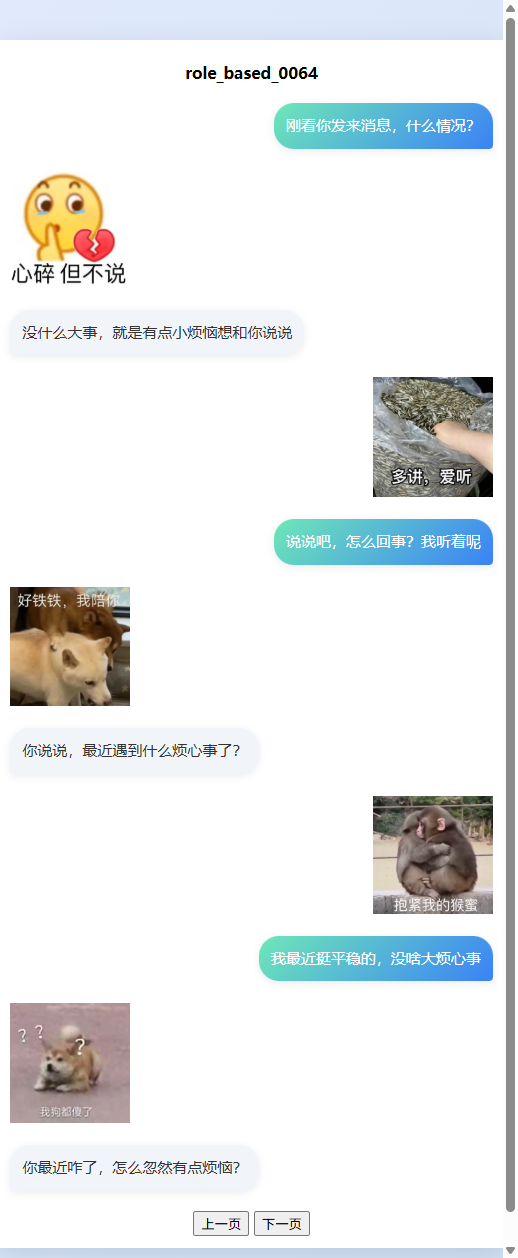 role_based_0064
刚看你发来消息，什么情况？
心碎 但不说
没什么大事，就是有点小烦恼想和你说说
多讲，爱听
说说吧，怎么回事？我听着呢
好铁铁，我陪你
你说说，最近遇到什么烦心事了？
抱紧我的猴蜜
我最近挺平稳的，没啥大烦心事
？ ？ ？
我狗都傻了
你最近咋了，怎么忽然有点烦恼？
上一页 下一页